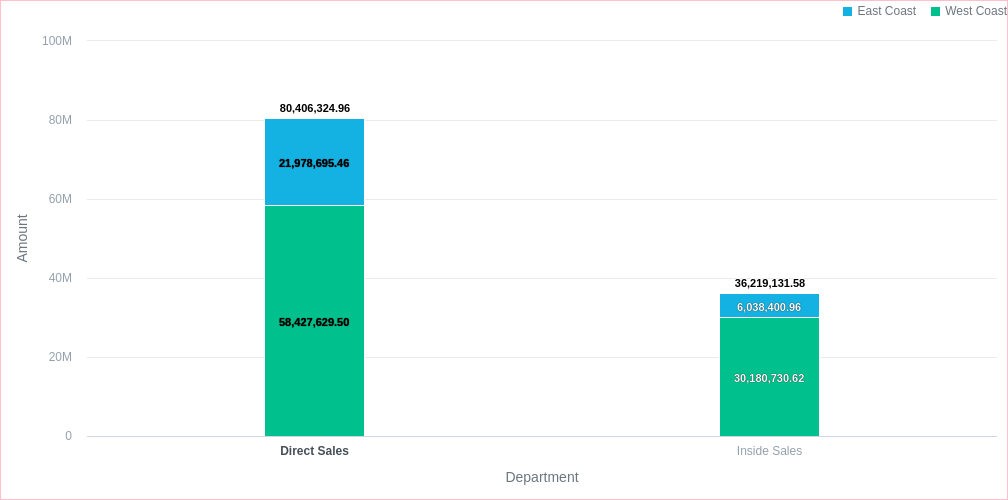 East Coast West Coast
100M
80M
60M
40M
20M
0
Amount
80,406,324.96
21,978,695.46
58,427,629.50
36,219,131.58
6,038,400.96
30,180,730.62
Direct Sales
Inside Sales
Department